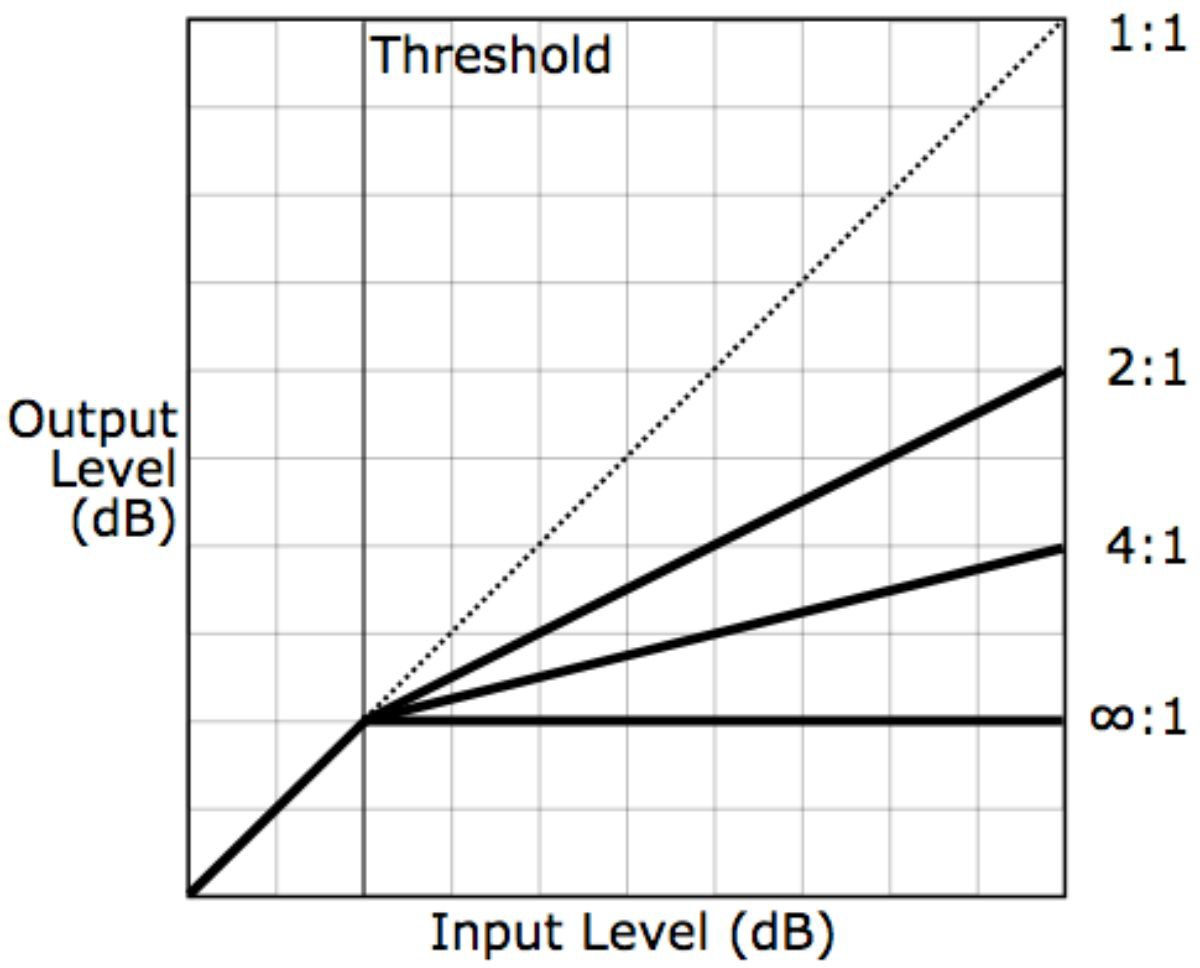 Threshold
1:1
2:1
Output
Level
(dB)
4:1
∞:1
Input Level (dB)